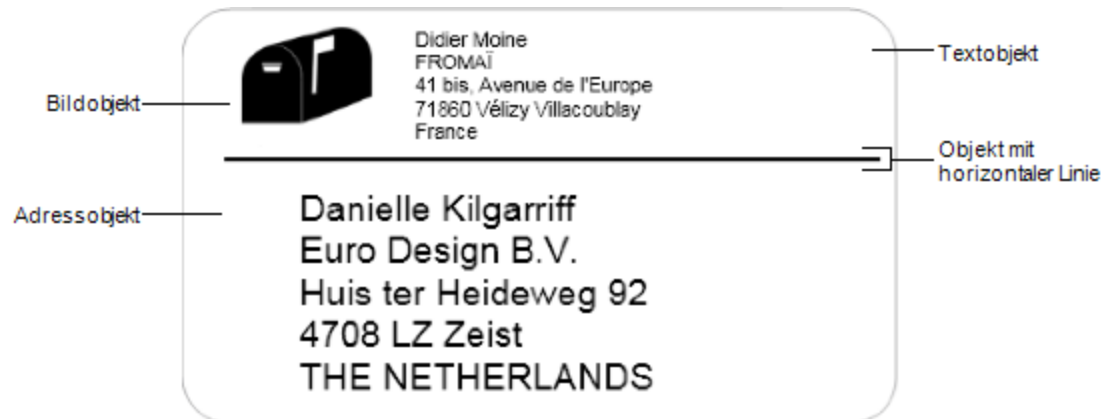 Didier Moine
FROMAÏ
41 bis, Avenue de l'Europe
71860 Vélizy Villacoublay
France
Textobjekt
Bildobjekt
Objekt mit
horizontaler Linie
Adressobjekt
Danielle Kilgarriff
Euro Design B.V.
Huis ter Heideweg 92
4708 LZ Zeist
THE NETHERLANDS